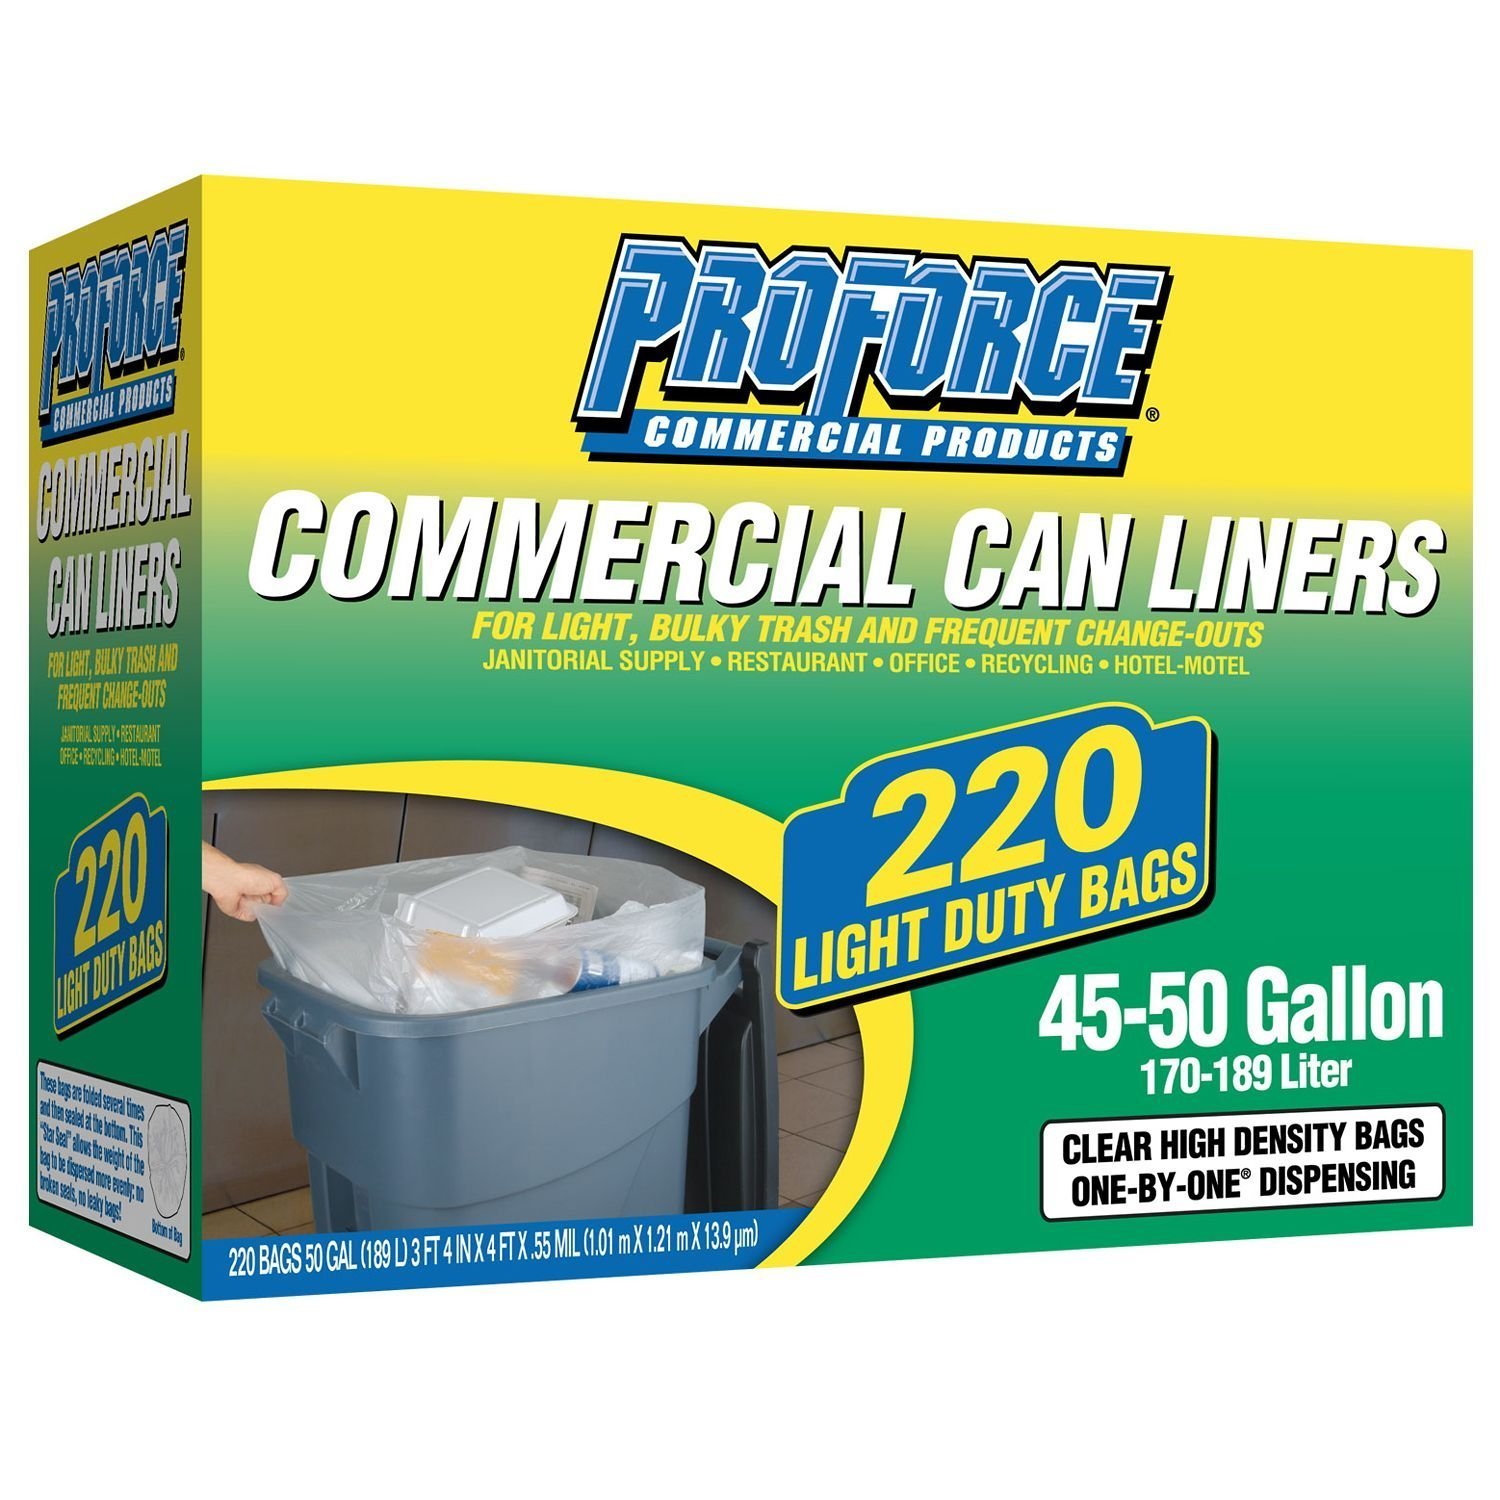 PROFORCE®
COMMERCIAL PRODUCTS
COMMERCIAL
CAN LINERS
FOR LIGHT, BULKY TRASH AND
FREQUENT CHANGE-OUTS
JANITORIAL SUPPLY • RESTAURANT
OFFICE • RECYCLING • HOTEL-MOTEL
220
LIGHT DUTY BAGS
These bags are folded several times
and then sealed at the bottom. This
"Star Seal" allows the weight of the
bag to be dispersed more evenly: no
broken seals, no leaky bags!
Bottom of Bag
PROFORCE®
COMMERCIAL PRODUCTS
COMMERCIAL CAN LINERS
FOR LIGHT, BULKY TRASH AND FREQUENT CHANGE-OUTS
JANITORIAL SUPPLY • RESTAURANT • OFFICE • RECYCLING • HOTEL-MOTEL
220
LIGHT DUTY BAGS
45-50 Gallon
170-189 Liter
CLEAR HIGH DENSITY BAGS
ONE-BY-ONE® DISPENSING
220 BAGS 50 GAL (189 L) 3 FT 4 IN X 4 FT X .55 MIL (1.01 m X 1.21 m X 13.9 µm)